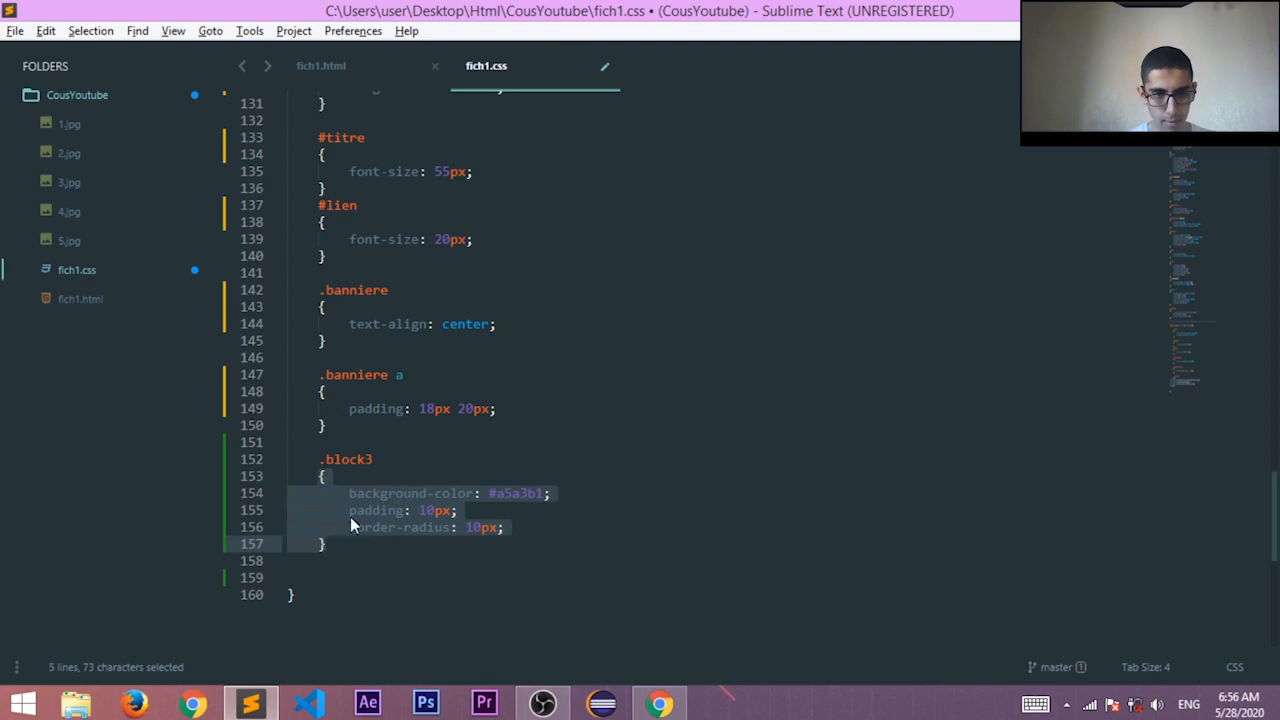 C:\Users\user\Desktop\Html\CousYoutube\fich1.css • (CousYoutube) - Sublime Text (UNREGISTERED)
File Edit Selection Find View Goto Tools Project Preferences Help
FOLDERS
CousYoutube
1.jpg
2.jpg
3.jpg
4.jpg
5.jpg
fich1.css
fich1.html
fich1.html × fich1.css
131 }
132
133 #titre
134 {
135 font-size: 55px;
136 }
137 #lien
138 {
139 font-size: 20px;
140 }
141
142 .banniere
143 {
144 text-align: center;
145 }
146
147 .banniere a
148 {
149 padding: 18px 20px;
150 }
151
152 .block3
153 {
154 background-color: #a5a3b1;
155 padding: 10px;
156 border-radius: 10px;
157 }
158
159
160 }
5 lines, 73 characters selected
master 1 Tab Size: 4 CSS
Ae Ps Pr
ENG
6:56 AM
5/28/2020